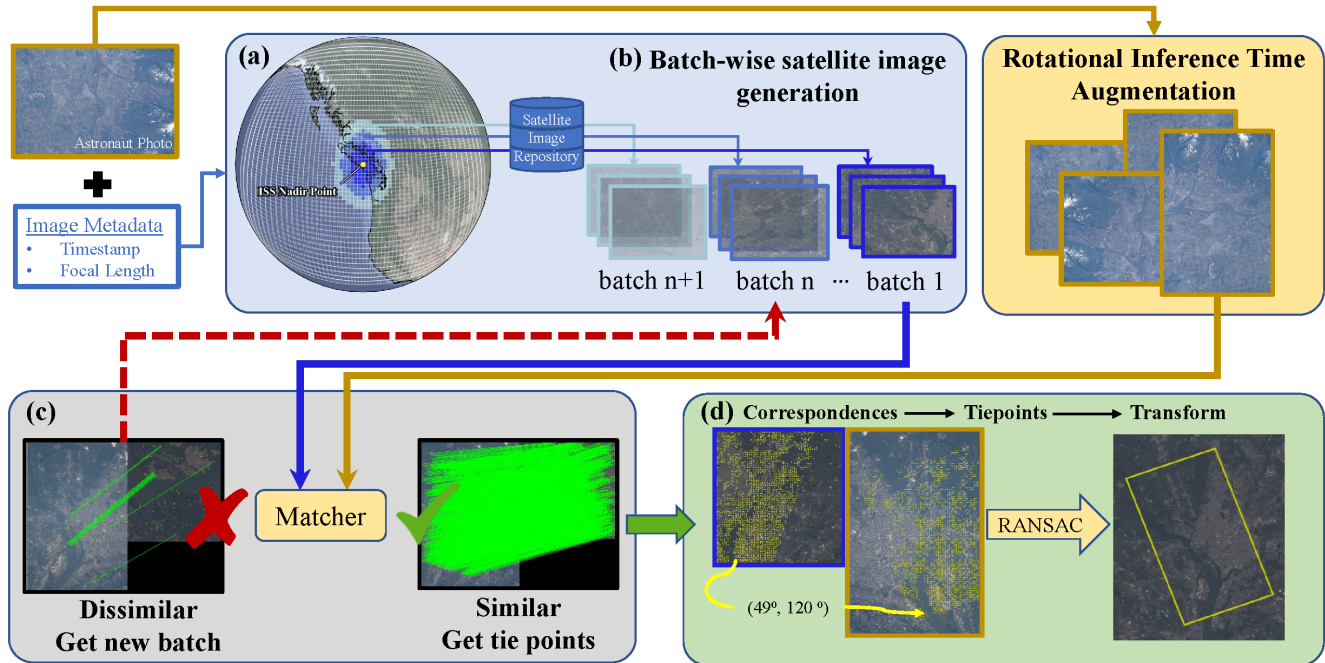 Astronaut Photo
Image Metadata
• Timestamp
• Focal Length
(a)
ISS Nadir Point
(b) Batch-wise satellite image
generation
Satellite
Image
Repository
batch n+1
batch n
...
batch 1
Rotational Inference Time
Augmentation
(c)
Dissimilar
Get new batch
Matcher
Similar
Get tie points
(d) Correspondences Tiepoints Transform
(49º, 120 º)
RANSAC